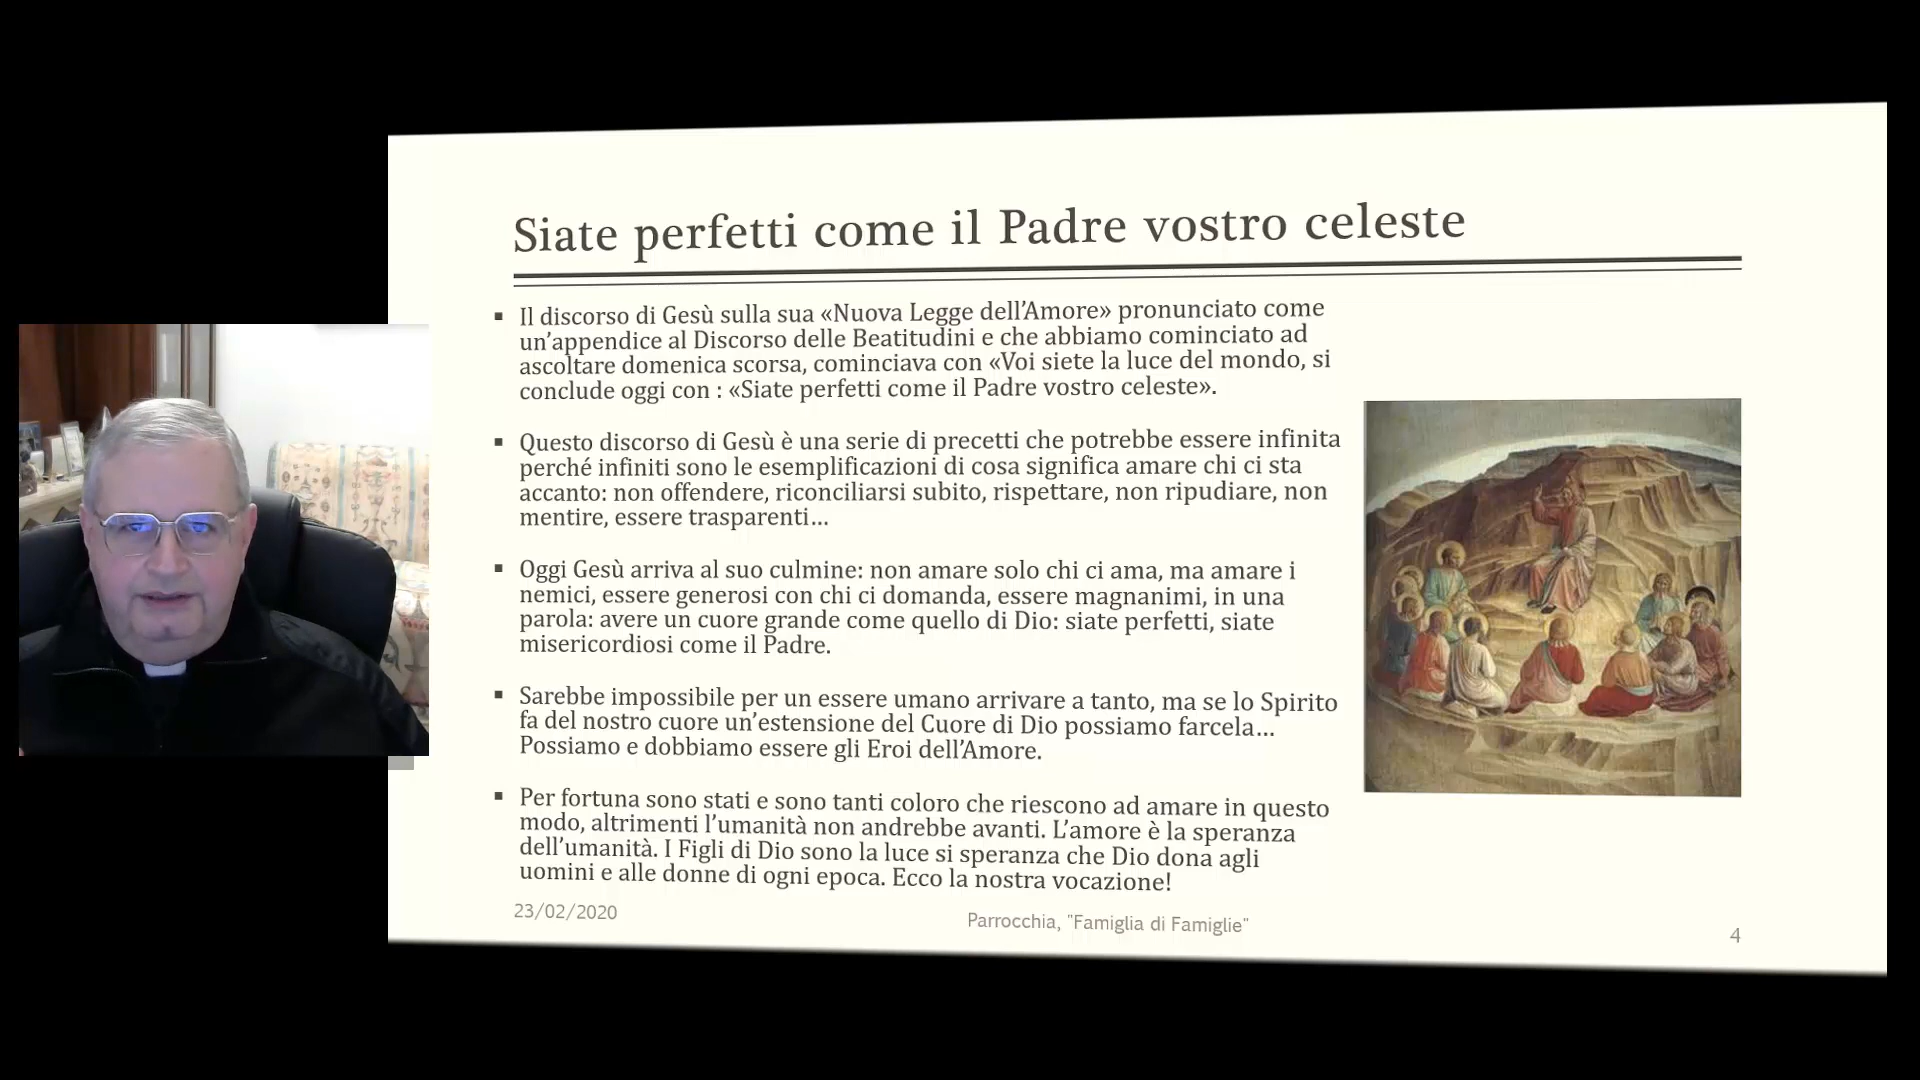 Siate perfetti come il Padre vostro celeste
▪ Il discorso di Gesù sulla sua «Nuova Legge dell’Amore» pronunciato come
un’appendice al Discorso delle Beatitudini e che abbiamo cominciato ad
ascoltare domenica scorsa, cominciava con «Voi siete la luce del mondo, si
conclude oggi con : «Siate perfetti come il Padre vostro celeste».
▪ Questo discorso di Gesù è una serie di precetti che potrebbe essere infinita
perché infiniti sono le esemplificazioni di cosa significa amare chi ci sta
accanto: non offendere, riconciliarsi subito, rispettare, non ripudiare, non
mentire, essere trasparenti…
▪ Oggi Gesù arriva al suo culmine: non amare solo chi ci ama, ma amare i
nemici, essere generosi con chi ci domanda, essere magnanimi, in una
parola: avere un cuore grande come quello di Dio: siate perfetti, siate
misericordiosi come il Padre.
▪ Sarebbe impossibile per un essere umano arrivare a tanto, ma se lo Spirito
fa del nostro cuore un’estensione del Cuore di Dio possiamo farcela…
Possiamo e dobbiamo essere gli Eroi dell’Amore.
▪ Per fortuna sono stati e sono tanti coloro che riescono ad amare in questo
modo, altrimenti l’umanità non andrebbe avanti. L’amore è la speranza
dell’umanità. I Figli di Dio sono la luce si speranza che Dio dona agli
uomini e alle donne di ogni epoca. Ecco la nostra vocazione!
23/02/2020
Parrocchia, "Famiglia di Famiglie"
4